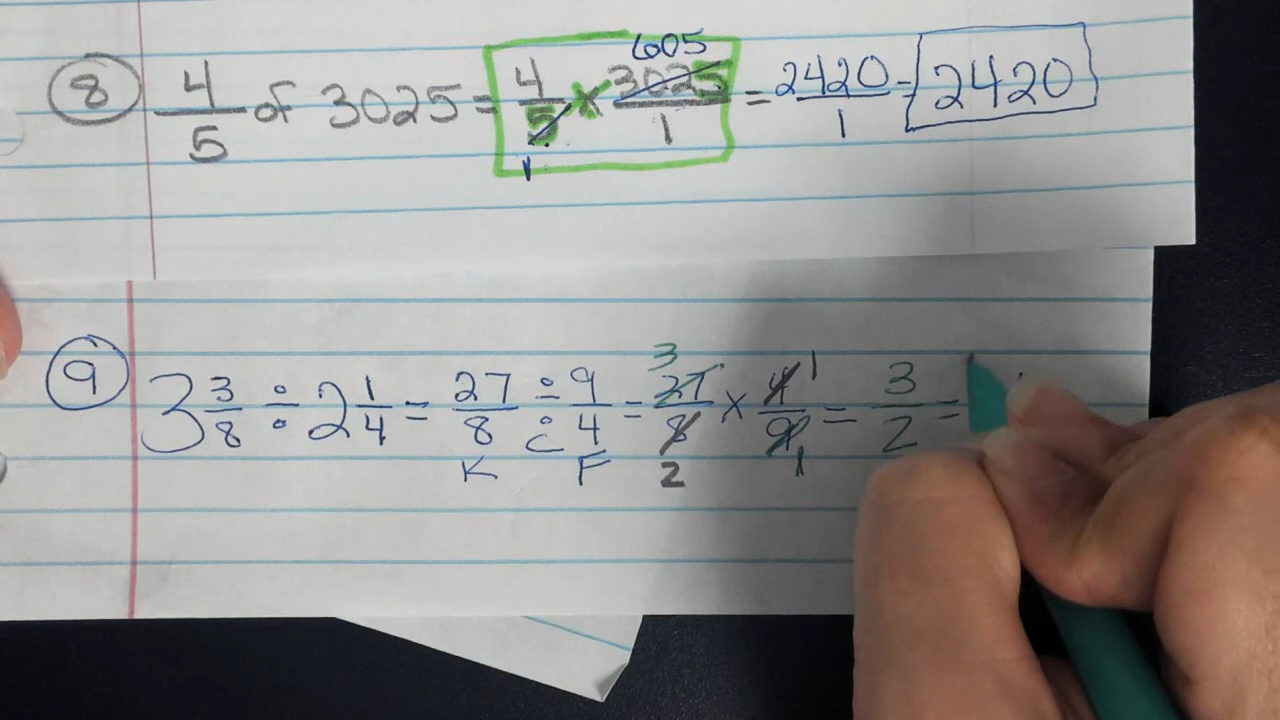 8 4/5 of 3025 = 4/5 x 3025/1 = 2420/1 = 2420
605
1
9 3 3/8 ÷ 2 1/4 = 27/8 ÷ 9/4 = 27/8 x 4/9 = 3/2 =
3 1
K C F 2 1